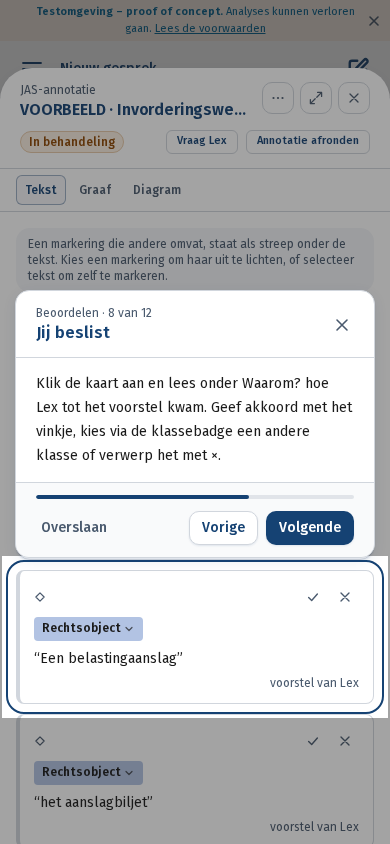 Testomgeving – proof of concept. Analyses kunnen verloren
gaan. Lees de voorwaarden
Nieuw gesprek
JAS-annotatie
VOORBEELD · Invorderingswe...
In behandeling
Vraag Lex
Annotatie afronden
Tekst
Graaf
Diagram
Een markering die andere omvat, staat als streep onder de
tekst. Kies een markering om haar uit te lichten, of selecteer
tekst om zelf te markeren.
Beoordelen · 8 van 12
Jij beslist
Klik de kaart aan en lees onder Waarom? hoe
Lex tot het voorstel kwam. Geef akkoord met het
vinkje, kies via de klassebadge een andere
klasse of verwerp het met ×.
Overslaan
Vorige
Volgende
Rechtsobject
“Een belastingaanslag”
voorstel van Lex
Rechtsobject
“het aanslagbiljet”
voorstel van Lex